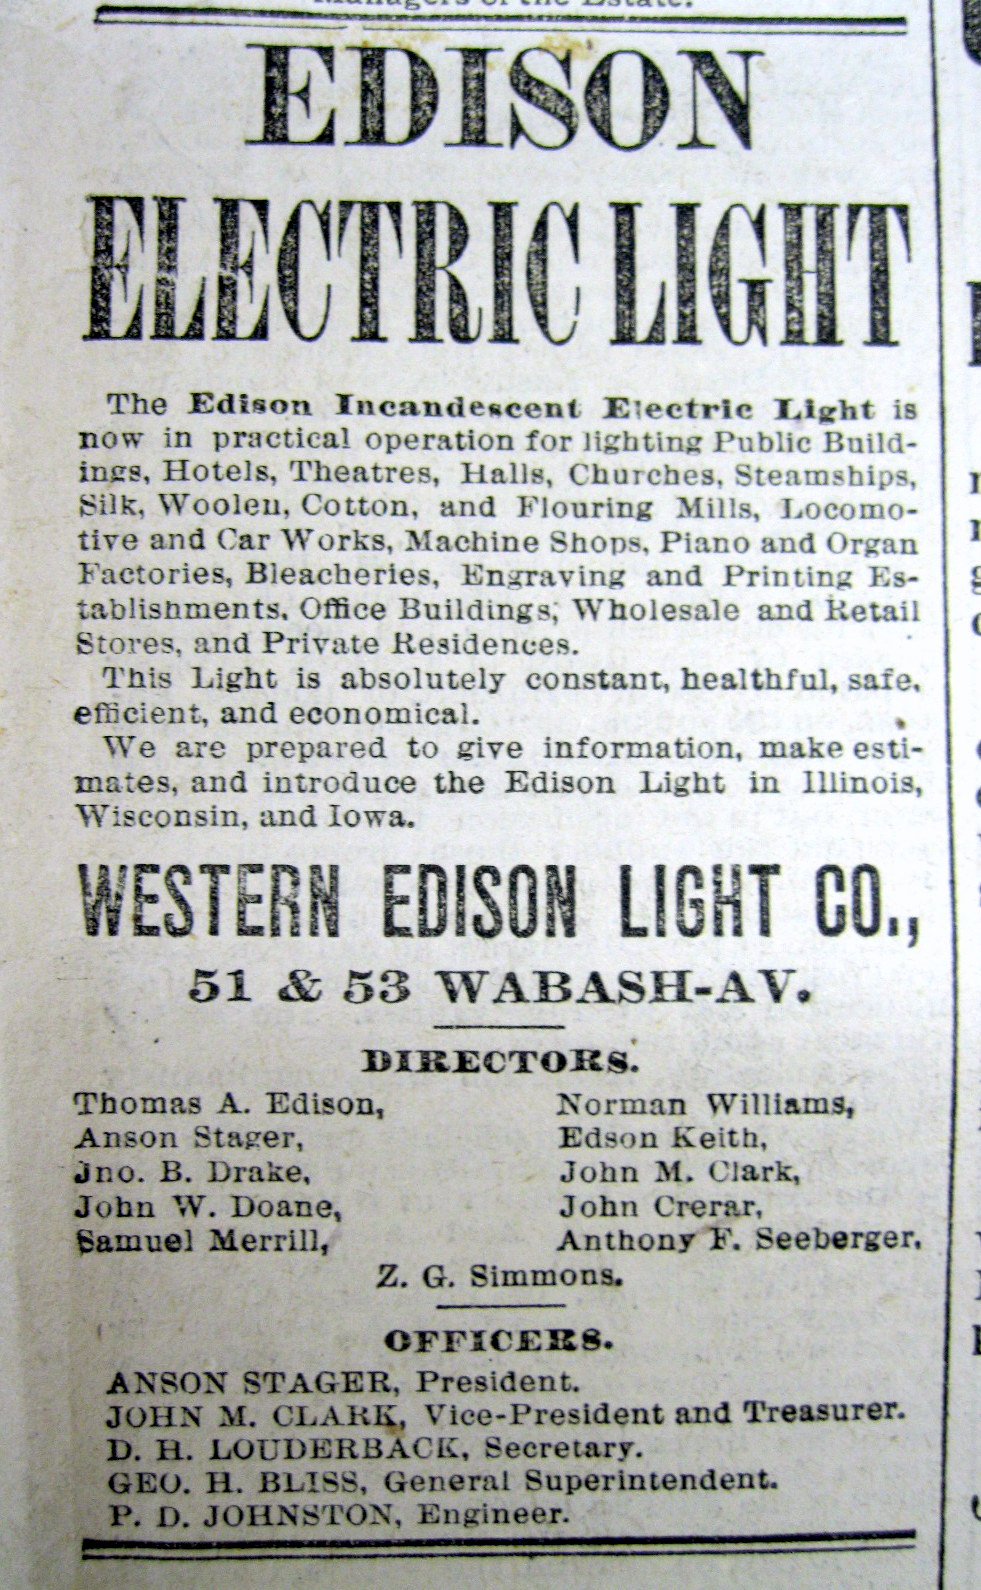 Managers of the Estate.
EDISON
ELECTRIC LIGHT
The Edison Incandescent Electric Light is
now in practical operation for lighting Public Build-
ings, Hotels, Theatres, Halls, Churches, Steamships,
Silk, Woolen, Cotton, and Flouring Mills, Locomo-
tive and Car Works, Machine Shops, Piano and Organ
Factories, Bleacheries, Engraving and Printing Es-
tablishments, Office Buildings, Wholesale and Retail
Stores, and Private Residences.
This Light is absolutely constant, healthful, safe,
efficient, and economical.
We are prepared to give information, make esti-
mates, and introduce the Edison Light in Illinois,
Wisconsin, and Iowa.
WESTERN EDISON LIGHT CO.,
51 & 53 WABASH-AV.
DIRECTORS.
Thomas A. Edison, Norman Williams,
Anson Stager, Edson Keith,
Jno. B. Drake, John M. Clark,
John W. Doane, John Crerar,
Samuel Merrill, Anthony F. Seeberger,
Z. G. Simmons.
OFFICERS.
ANSON STAGER, President.
JOHN M. CLARK, Vice-President and Treasurer.
D. H. LOUDERBACK, Secretary.
GEO. H. BLISS, General Superintendent.
P. D. JOHNSTON, Engineer.